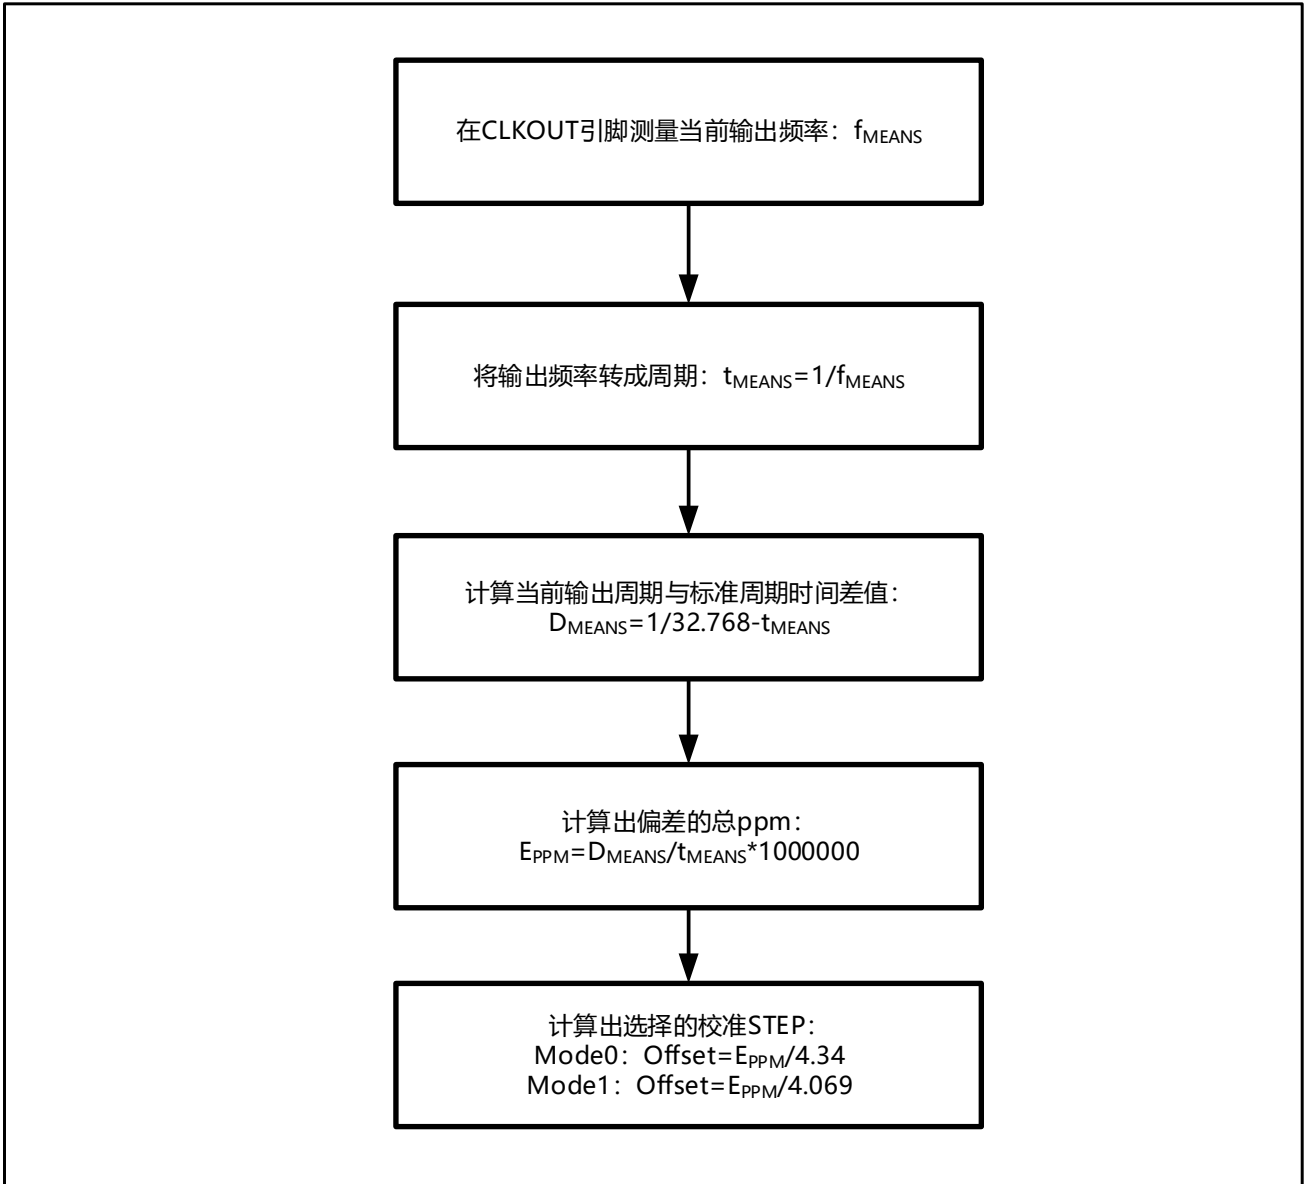 在CLKOUT引脚测量当前输出频率：fMEANS
将输出频率转成周期：tMEANS=1/fMEANS
计算当前输出周期与标准周期时间差值：
DMEANS=1/32.768-tMEANS
计算出偏差的总ppm：
EPPM=DMEANS/tMEANS*1000000
计算出选择的校准STEP：
Mode0：Offset=EPPM/4.34
Mode1：Offset=EPPM/4.069